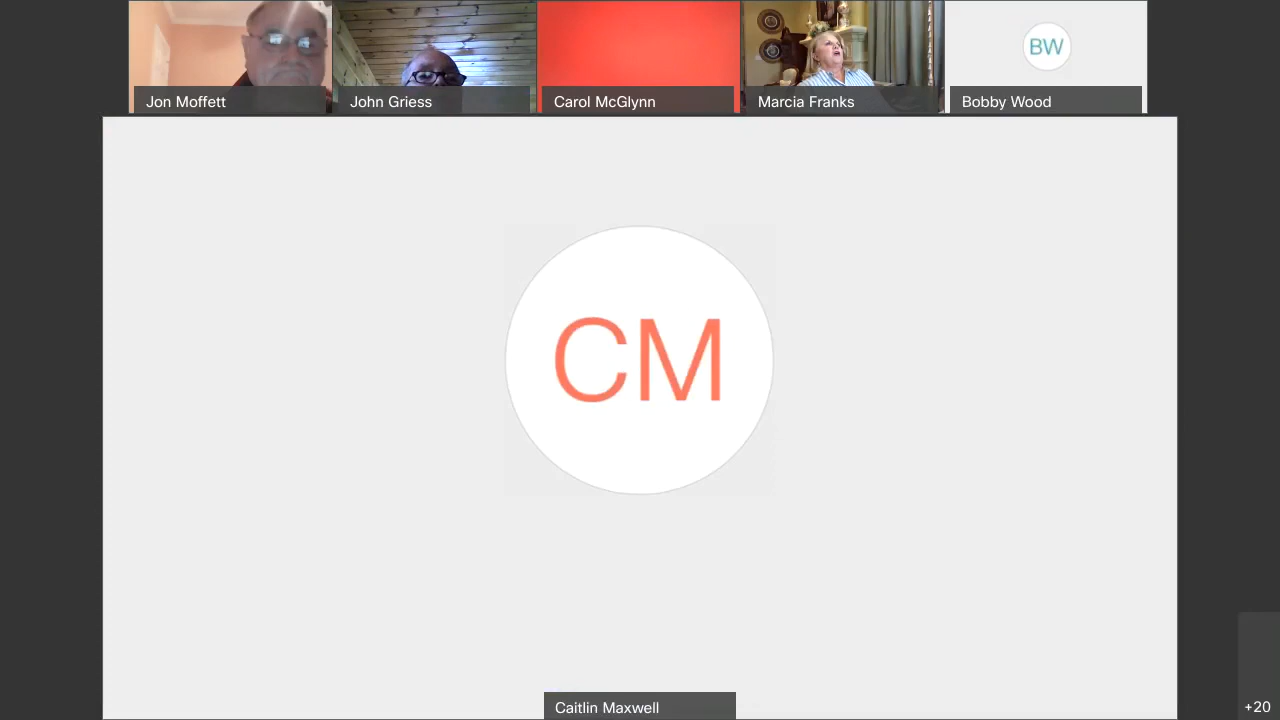 Jon Moffett
John Griess
Carol McGlynn
Marcia Franks
BW
Bobby Wood
CM
Caitlin Maxwell
+20